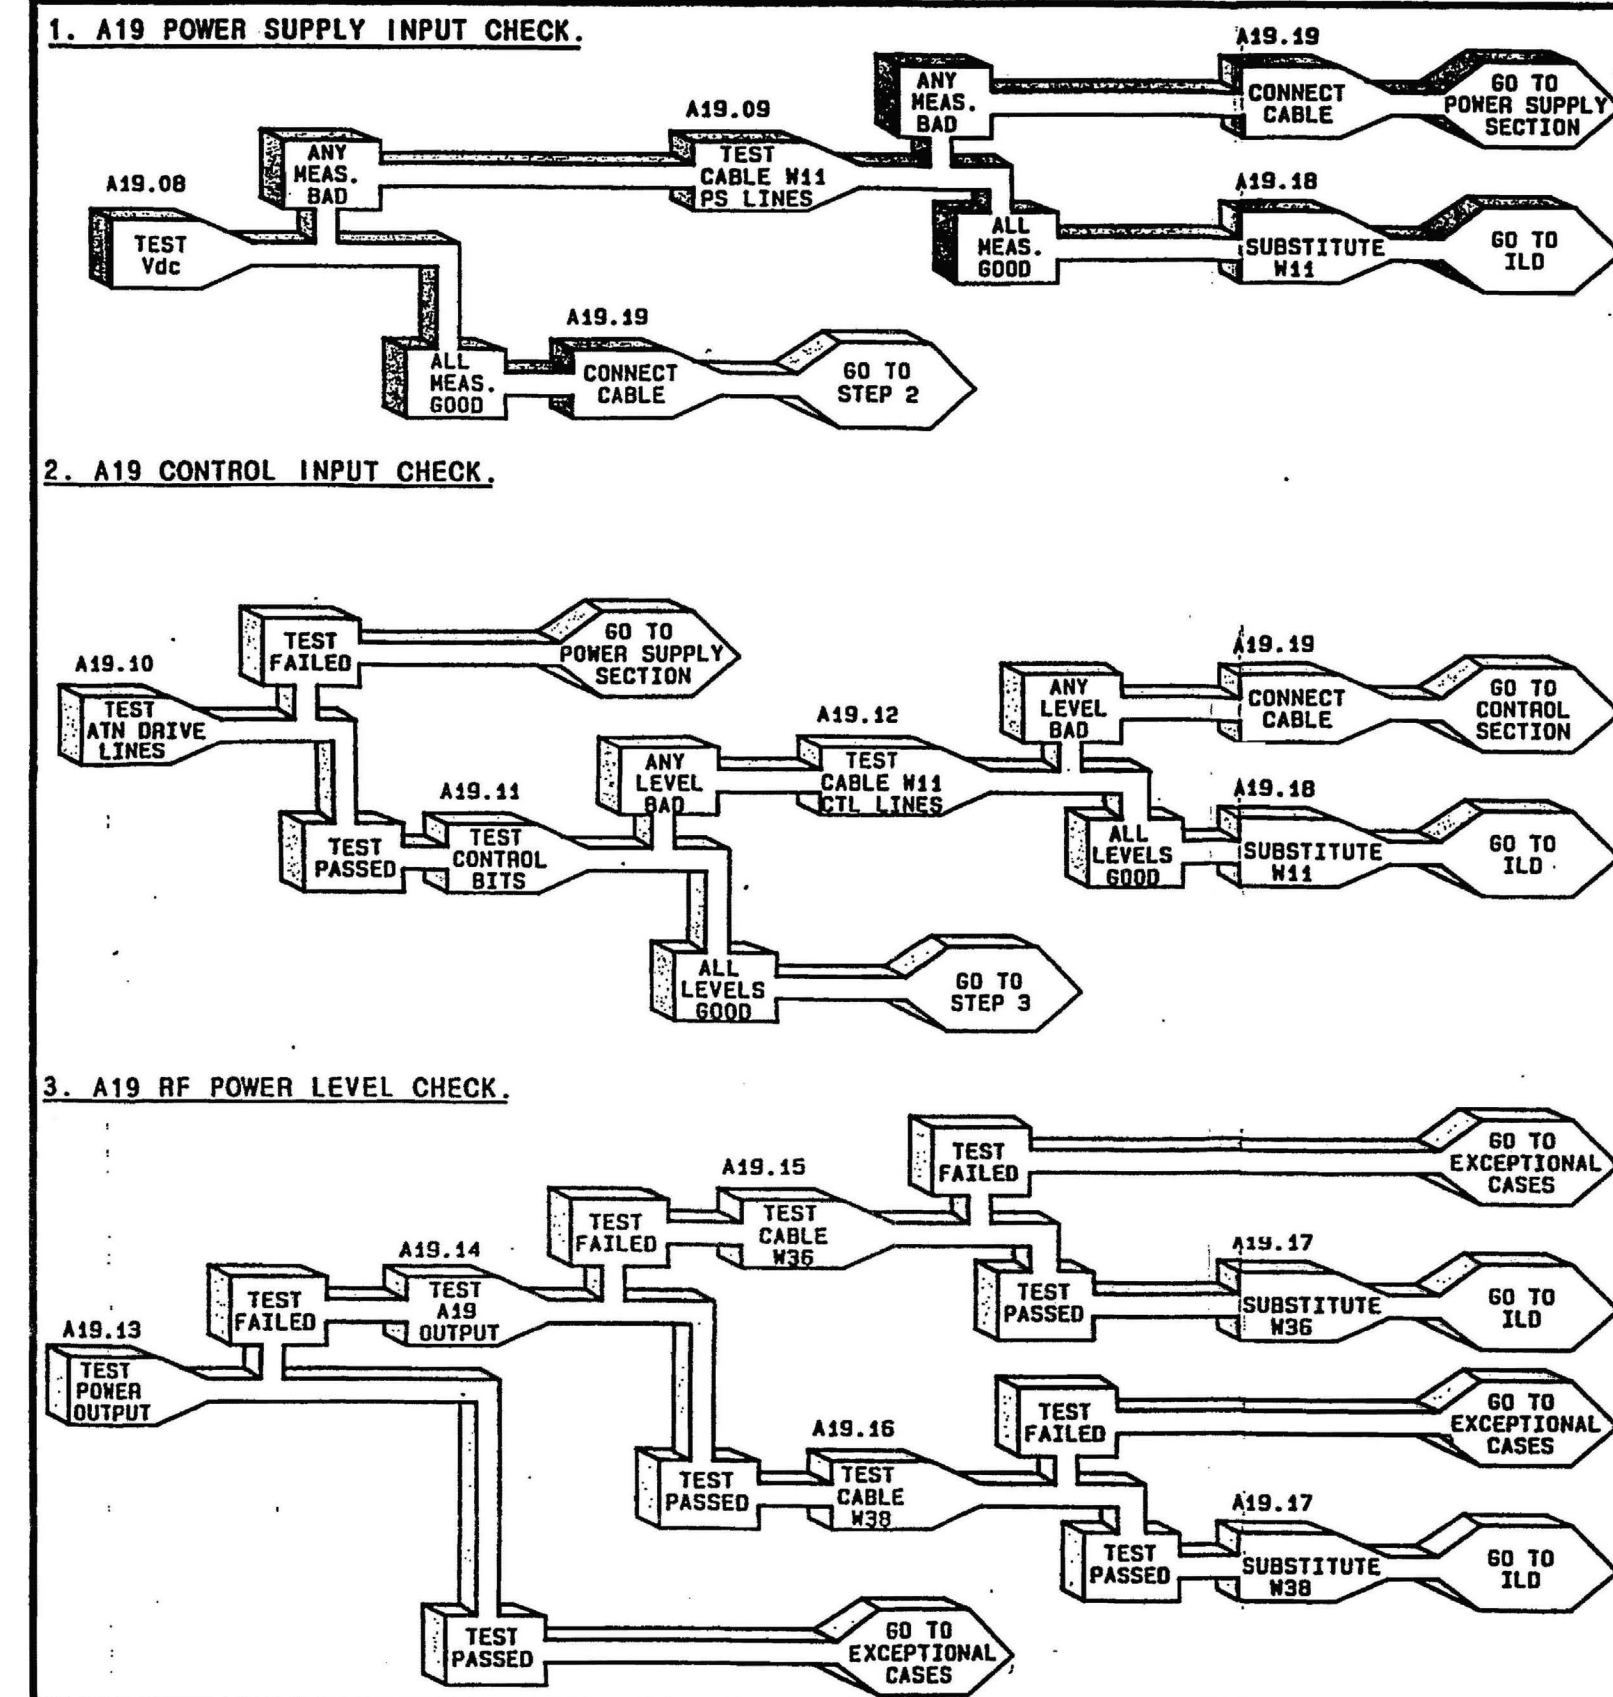 1. A19 POWER SUPPLY INPUT CHECK.
A19.08
TEST
Vdc
ANY
MEAS.
BAD
A19.09
TEST
CABLE W11
PS LINES
ANY
MEAS.
BAD
A19.19
CONNECT
CABLE
GO TO
POWER SUPPLY
SECTION
ALL
MEAS.
GOOD
A19.18
SUBSTITUTE
W11
GO TO
ILD
ALL
MEAS.
GOOD
A19.19
CONNECT
CABLE
GO TO
STEP 2
2. A19 CONTROL INPUT CHECK.
A19.10
TEST
ATN DRIVE
LINES
TEST
FAILED
GO TO
POWER SUPPLY
SECTION
TEST
PASSED
A19.11
TEST
CONTROL
BITS
ANY
LEVEL
BAD
A19.12
TEST
CABLE W11
CTL LINES
ANY
LEVEL
BAD
A19.19
CONNECT
CABLE
GO TO
CONTROL
SECTION
ALL
LEVELS
GOOD
A19.18
SUBSTITUTE
W11
GO TO
ILD
ALL
LEVELS
GOOD
GO TO
STEP 3
3. A19 RF POWER LEVEL CHECK.
A19.13
TEST
POWER
OUTPUT
TEST
FAILED
A19.14
TEST
A19
OUTPUT
TEST
FAILED
A19.15
TEST
CABLE
W36
TEST
FAILED
GO TO
EXCEPTIONAL
CASES
TEST
PASSED
A19.17
SUBSTITUTE
W36
GO TO
ILD
TEST
PASSED
A19.16
TEST
CABLE
W38
TEST
FAILED
GO TO
EXCEPTIONAL
CASES
TEST
PASSED
A19.17
SUBSTITUTE
W38
GO TO
ILD
TEST
PASSED
GO TO
EXCEPTIONAL
CASES